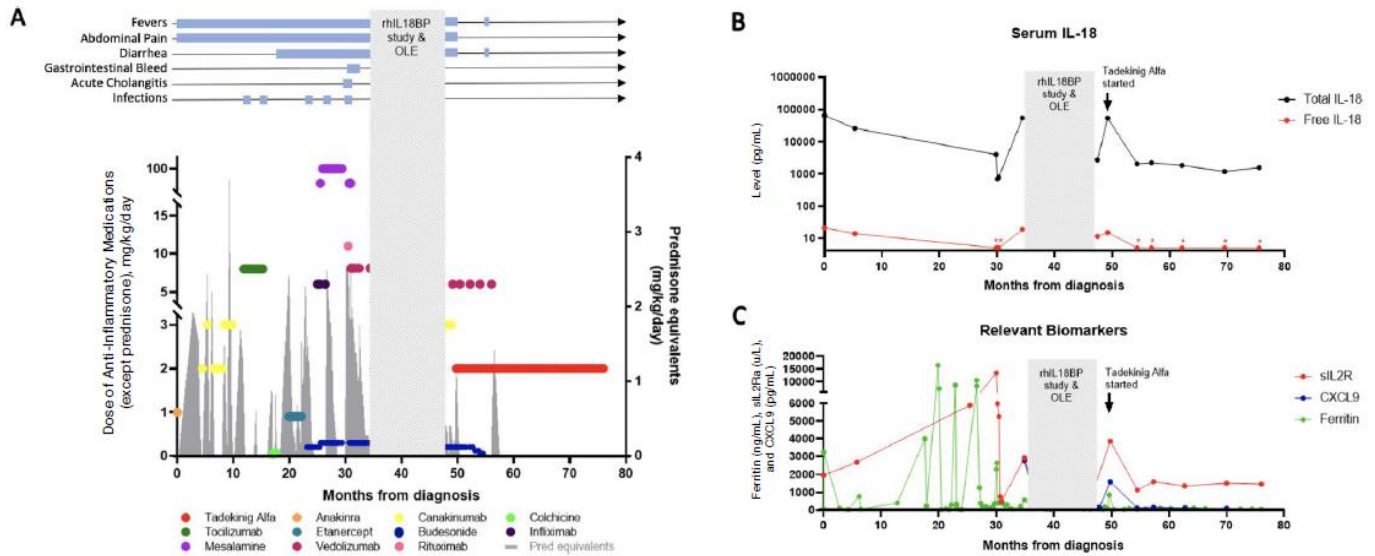 A
Fevers
Abdominal Pain
Diarrhea
Gastrointestinal Bleed
Acute Cholangitis
Infections
rhIL18BP
study &
OLE
Dose of Anti-Inflammatory Medications
(except prednisone), mg/kg/day
100
15
10
5
3
2
1
0
4
3
2
1
0
Prednisone equivalents
(mg/kg/day)
0 10 20 30 40 50 60 70 80
Months from diagnosis
Tadekinig Alfa Anakinra Canakinumab Colchicine
Tocilizumab Etanercept Budesonide Infliximab
Mesalamine Vedolizumab Rituximab Pred equivalents
B
Serum IL-18
Level (pg/mL)
1000000
100000
10000
1000
100
10
rhIL18BP
study &
OLE
Tadekinig Alfa
started
Total IL-18
Free IL-18
** * * * * *
0 10 20 30 40 50 60 70 80
Months from diagnosis
C
Relevant Biomarkers
Ferritin (ng/mL), sIL2Ra (u/L),
and CXCL9 (pg/mL)
20000
15000
10000
6000
5000
4000
3000
2000
1000
0
rhIL18BP
study &
OLE
Tadekinig Alfa
started
sIL2R
CXCL9
Ferritin
0 10 20 30 40 50 60 70 80
Months from diagnosis